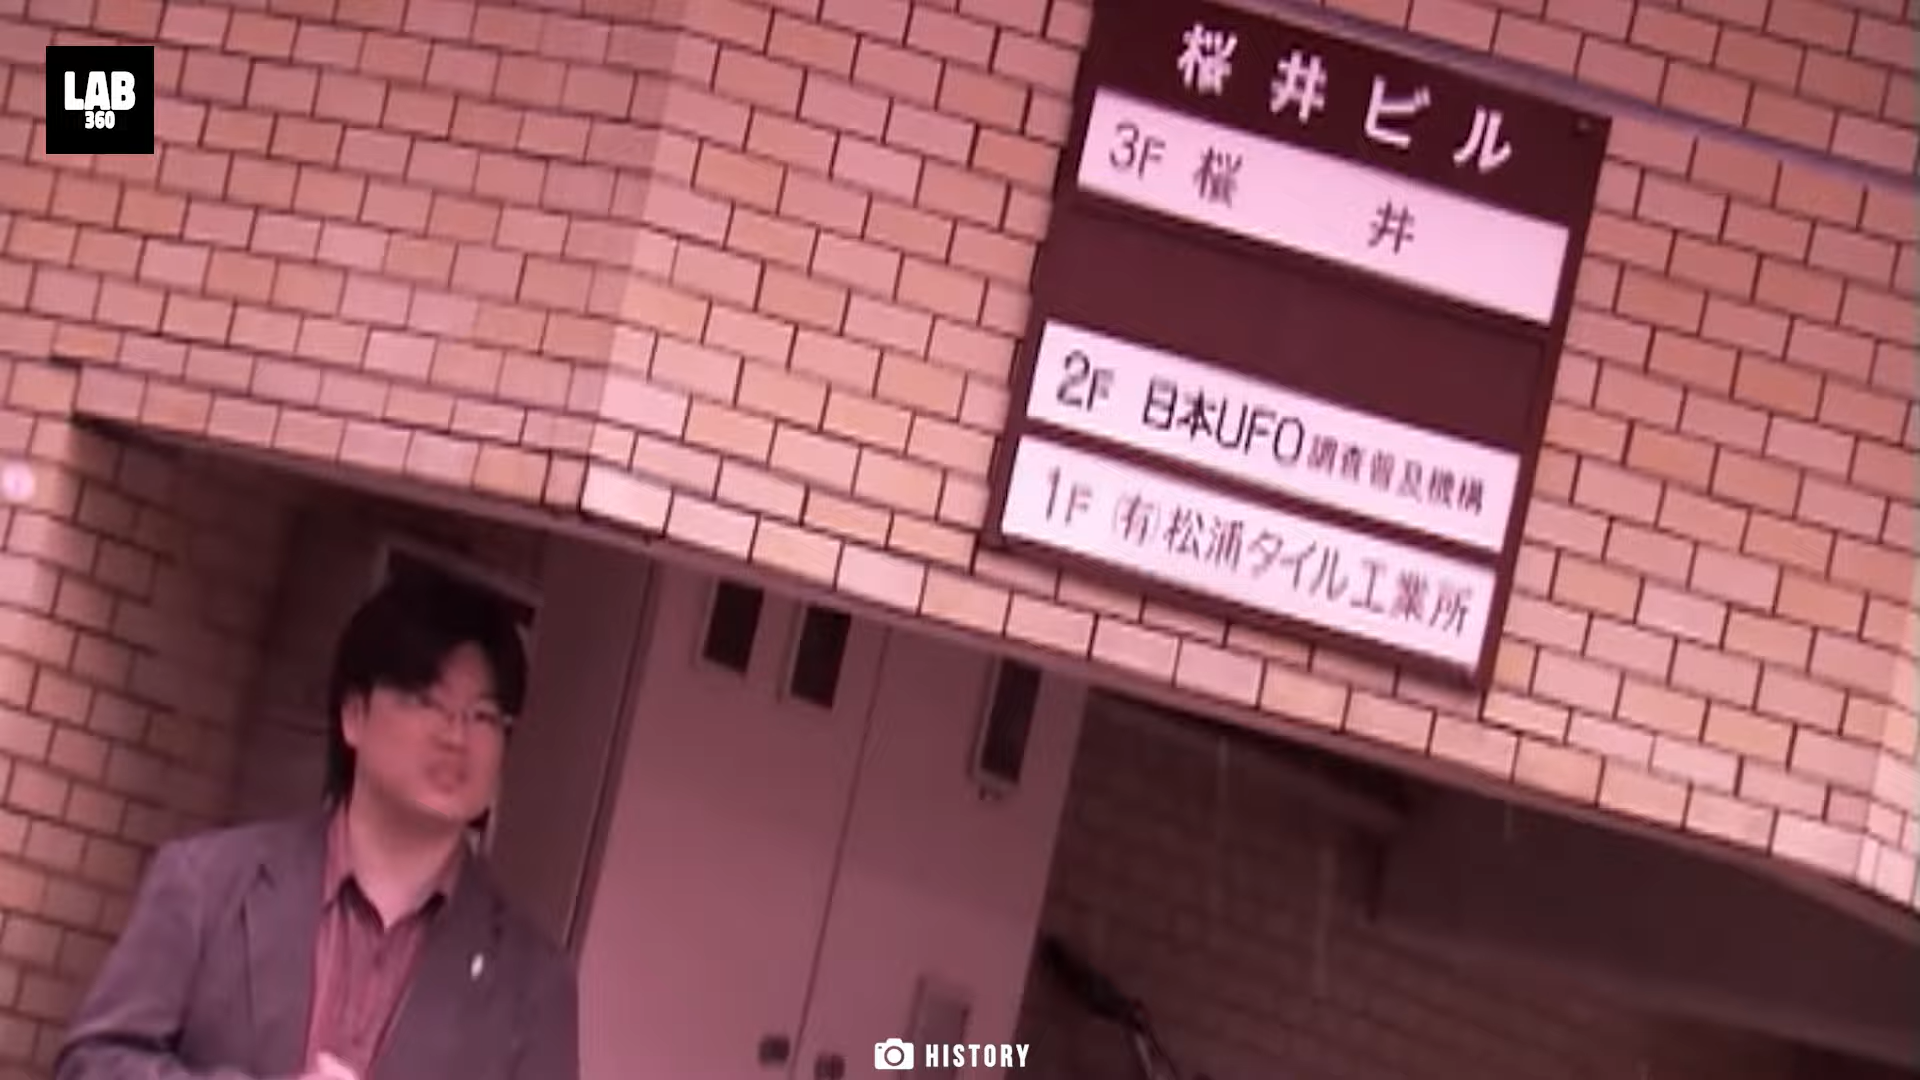 LAB
360
桜井ビル
3F 桜 井
2F 日本UFO調査普及機構
1F ㈲松浦タイル工業所
HISTORY